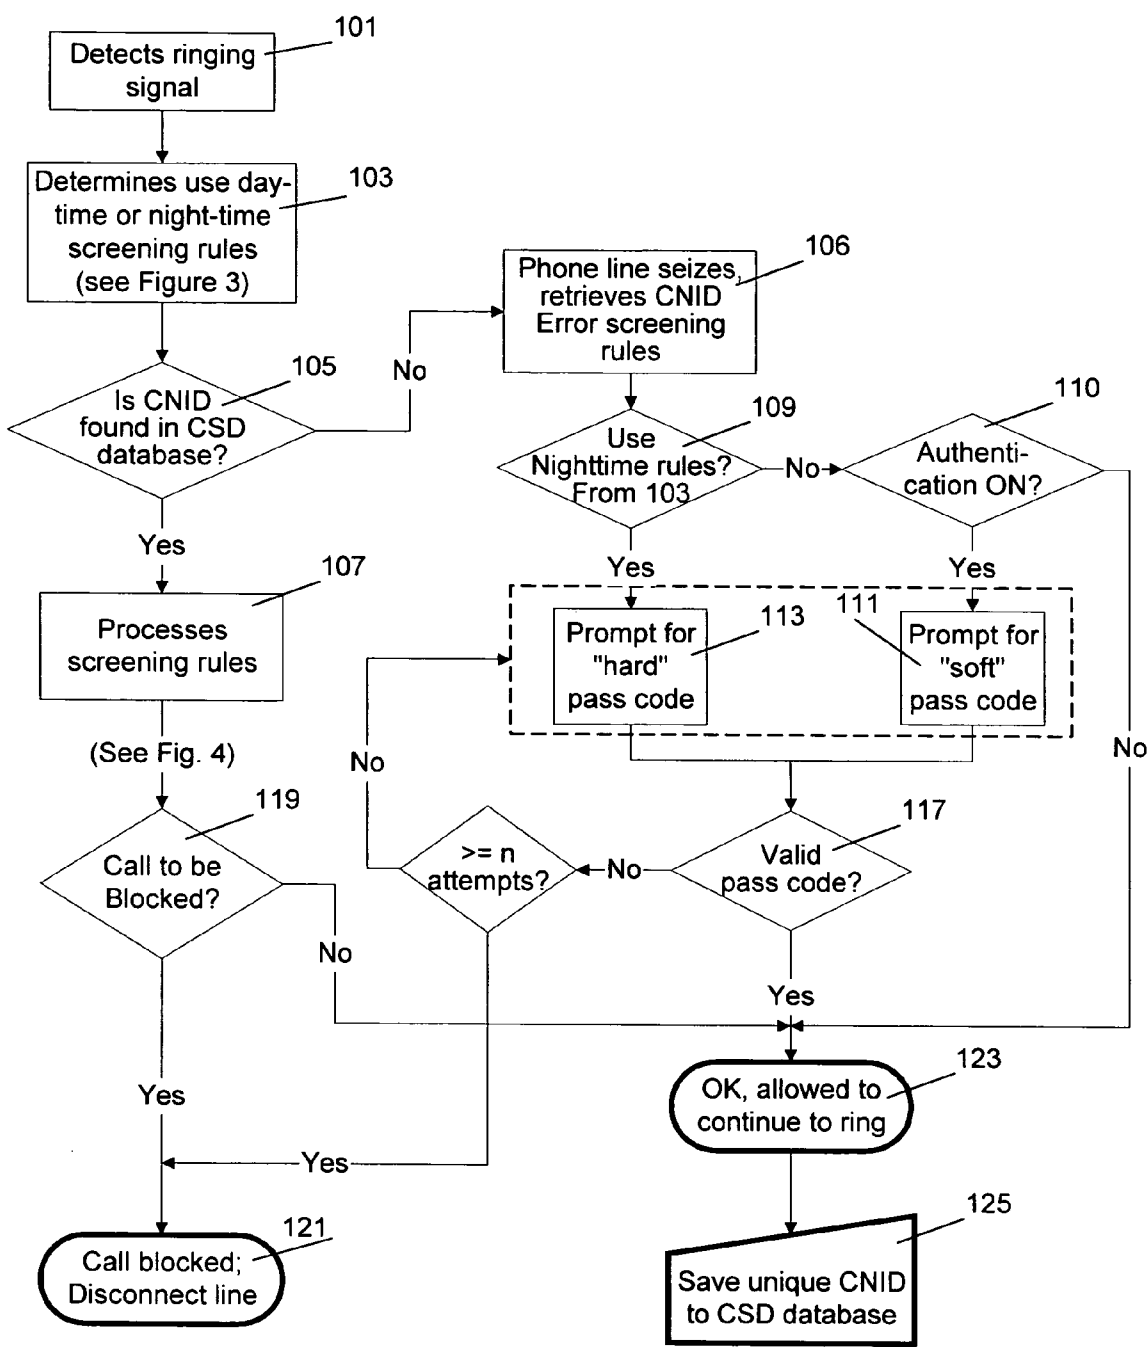 101
Detects ringing
signal
103
Determines use day-
time or night-time
screening rules
(see Figure 3)
106
Phone line seizes,
retrieves CNID
Error screening
rules
105
Is CNID
found in CSD
database?
No
109
Use
Nighttime rules?
From 103
No
110
Authenti-
cation ON?
Yes
Yes
Yes
107
Processes
screening rules
113
Prompt for
"hard"
pass code
111
Prompt for
"soft"
pass code
(See Fig. 4)
No
No
119
Call to be
Blocked?
>= n
attempts?
No
117
Valid
pass code?
No
Yes
Yes
Yes
123
OK, allowed to
continue to ring
121
Call blocked;
Disconnect line
125
Save unique CNID
to CSD database